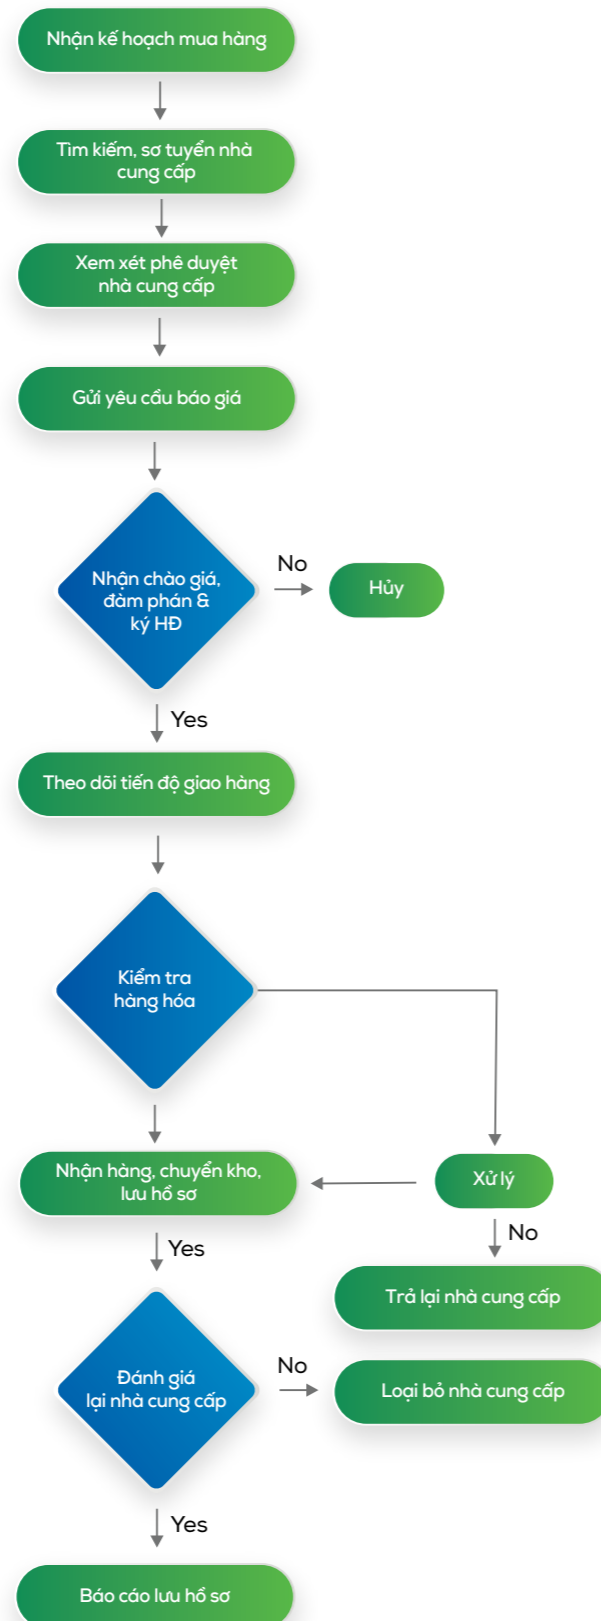 Nhận kế hoạch mua hàng
Tìm kiếm, sơ tuyển nhà
cung cấp
Xem xét phê duyệt
nhà cung cấp
Gửi yêu cầu báo giá
Nhận chào giá,
đàm phán &
ký HĐ
No
Hủy
Yes
Theo dõi tiến độ giao hàng
Kiểm tra
hàng hóa
Nhận hàng, chuyển kho,
lưu hồ sơ
Xử lý
Yes
No
Trả lại nhà cung cấp
Đánh giá
lại nhà cung cấp
No
Loại bỏ nhà cung cấp
Yes
Báo cáo lưu hồ sơ